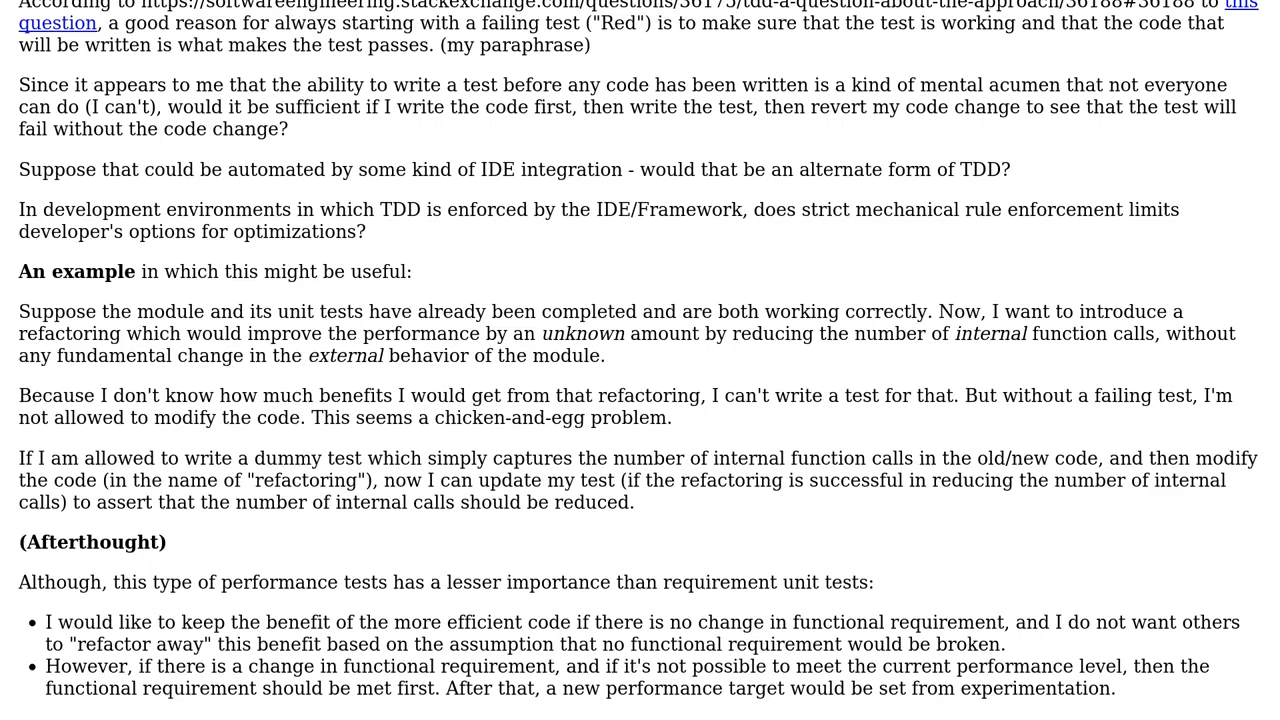 According to https://softwareengineering.stackexchange.com/questions/36175/tdd-a-question-about-the-approach/36188#36188 to this
question, a good reason for always starting with a failing test ("Red") is to make sure that the test is working and that the code that
will be written is what makes the test passes. (my paraphrase)
Since it appears to me that the ability to write a test before any code has been written is a kind of mental acumen that not everyone
can do (I can't), would it be sufficient if I write the code first, then write the test, then revert my code change to see that the test will
fail without the code change?
Suppose that could be automated by some kind of IDE integration - would that be an alternate form of TDD?
In development environments in which TDD is enforced by the IDE/Framework, does strict mechanical rule enforcement limits
developer's options for optimizations?
An example in which this might be useful:
Suppose the module and its unit tests have already been completed and are both working correctly. Now, I want to introduce a
refactoring which would improve the performance by an unknown amount by reducing the number of internal function calls, without
any fundamental change in the external behavior of the module.
Because I don't know how much benefits I would get from that refactoring, I can't write a test for that. But without a failing test, I'm
not allowed to modify the code. This seems a chicken-and-egg problem.
If I am allowed to write a dummy test which simply captures the number of internal function calls in the old/new code, and then modify
the code (in the name of "refactoring"), now I can update my test (if the refactoring is successful in reducing the number of internal
calls) to assert that the number of internal calls should be reduced.
(Afterthought)
Although, this type of performance tests has a lesser importance than requirement unit tests:
• I would like to keep the benefit of the more efficient code if there is no change in functional requirement, and I do not want others
to "refactor away" this benefit based on the assumption that no functional requirement would be broken.
• However, if there is a change in functional requirement, and if it's not possible to meet the current performance level, then the
functional requirement should be met first. After that, a new performance target would be set from experimentation.